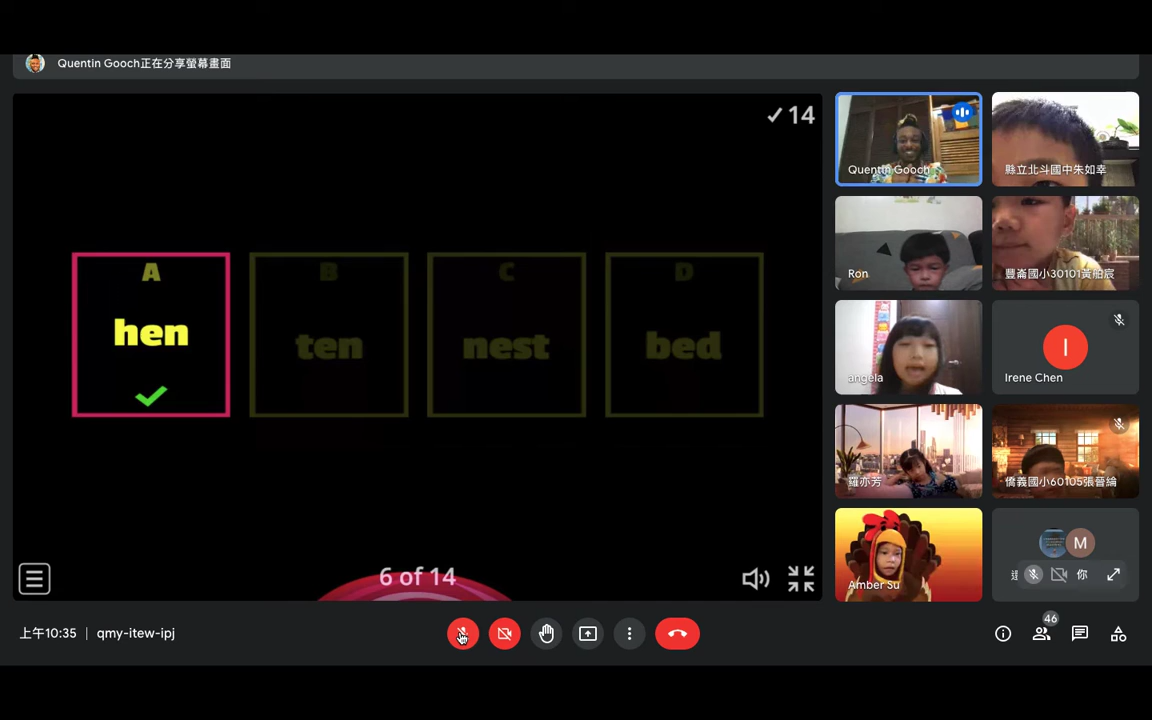 Quentin Gooch正在分享螢幕畫面
14
A
hen
B
ten
C
nest
D
bed
6 of 14
Quentin Gooch
縣立北斗國中朱如幸
Ron
豐崙國小30101黃舶宸
angela
I
Irene Chen
羅亦芳
僑義國小60105張晉綸
Amber Su
M
你
上午10:35
qmy-itew-ipj
46